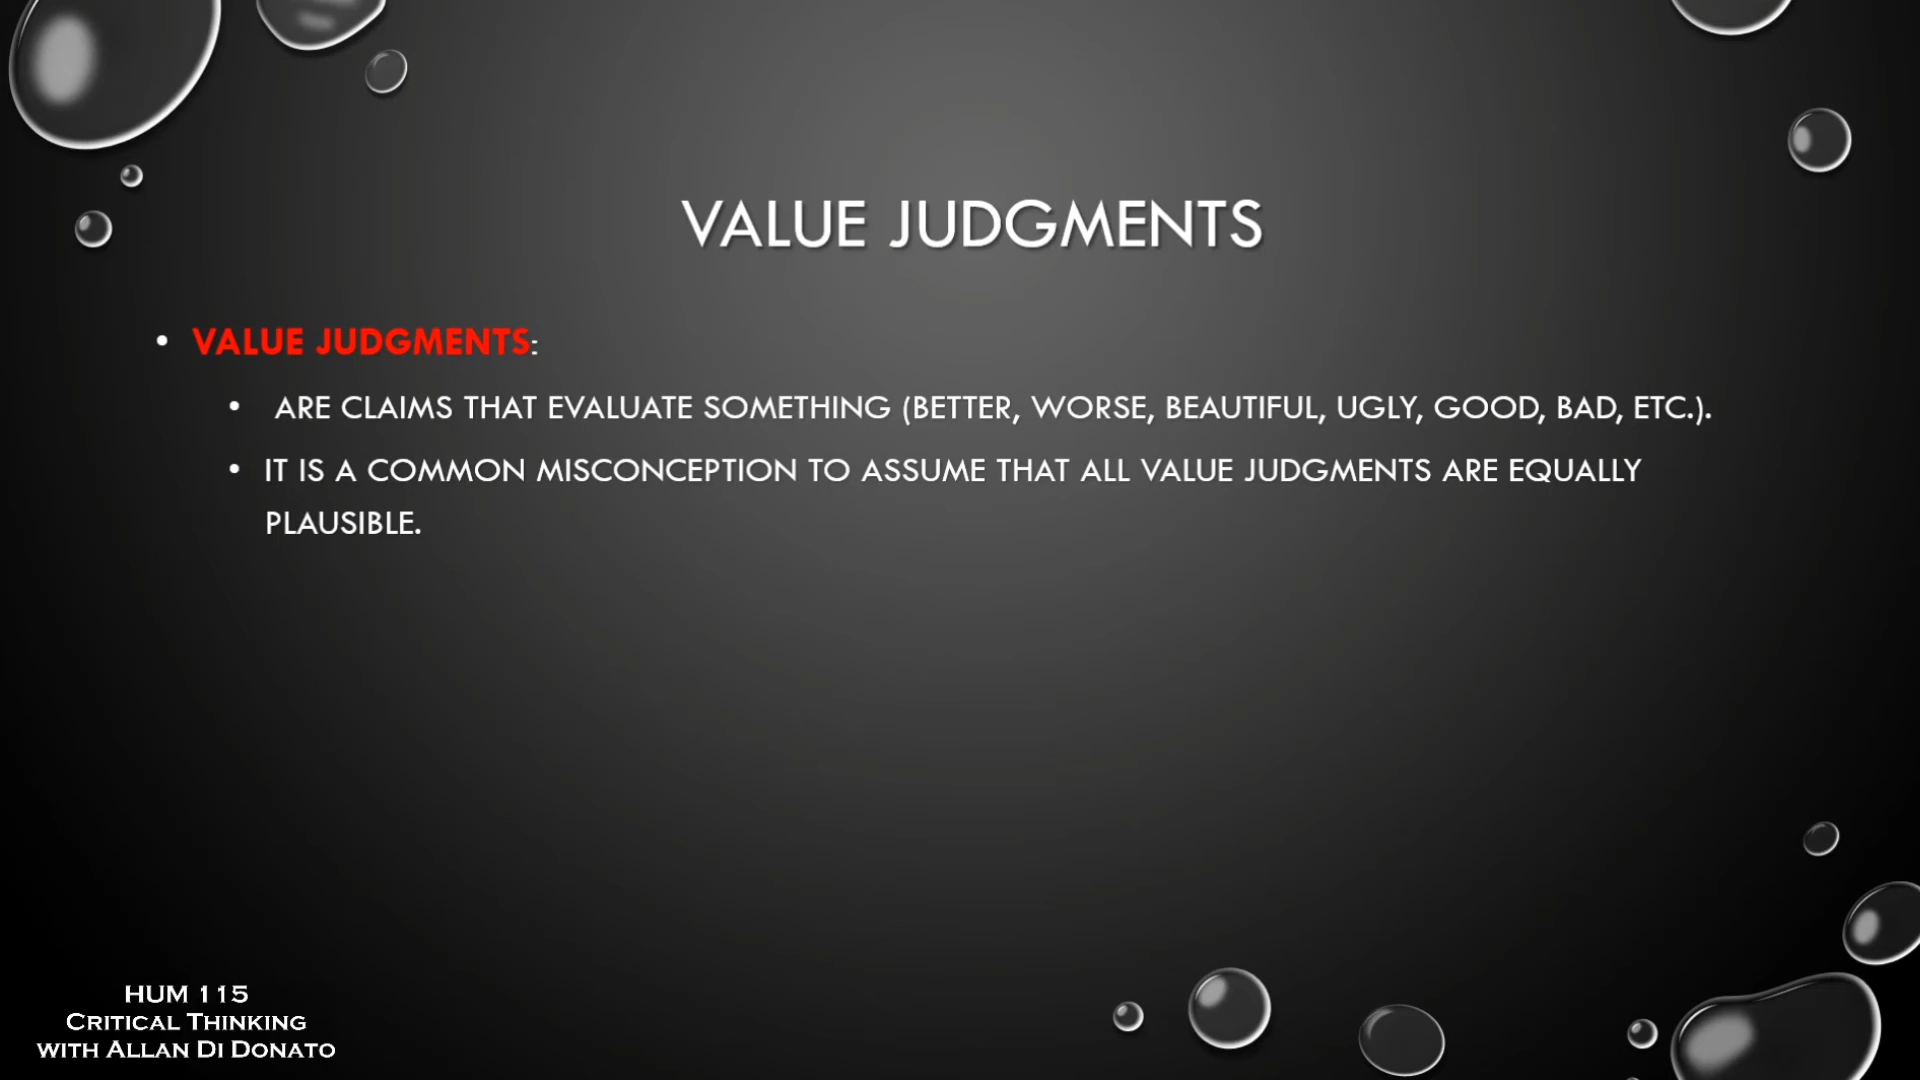 VALUE JUDGMENTS
• VALUE JUDGMENTS:
• ARE CLAIMS THAT EVALUATE SOMETHING (BETTER, WORSE, BEAUTIFUL, UGLY, GOOD, BAD, ETC.).
• IT IS A COMMON MISCONCEPTION TO ASSUME THAT ALL VALUE JUDGMENTS ARE EQUALLY
PLAUSIBLE.
HUM 115
CRITICAL THINKING
WITH ALLAN DI DONATO